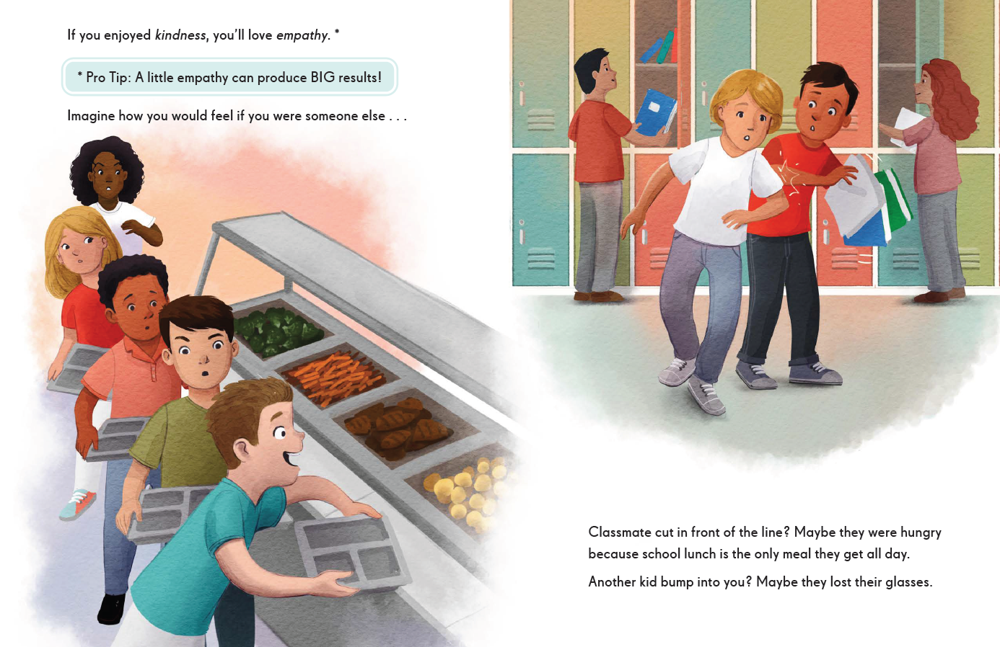 If you enjoyed kindness, you’ll love empathy. *
* Pro Tip: A little empathy can produce BIG results!
Imagine how you would feel if you were someone else . . .
Classmate cut in front of the line? Maybe they were hungry
because school lunch is the only meal they get all day.
Another kid bump into you? Maybe they lost their glasses.